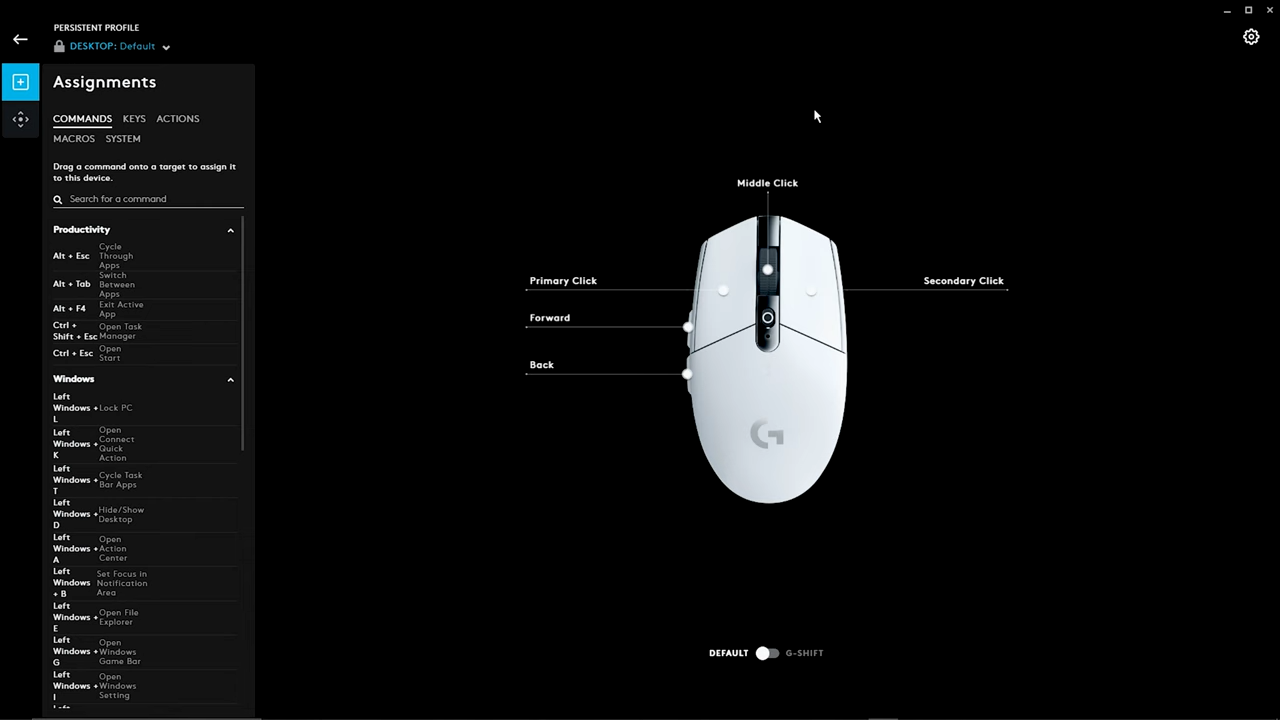 PERSISTENT PROFILE
DESKTOP: Default
Assignments
COMMANDS KEYS ACTIONS
MACROS SYSTEM
Drag a command onto a target to assign it
to this device.
Search for a command
Productivity
Alt + Esc
Cycle
Through
Apps
Alt + Tab
Switch
Between
Apps
Alt + F4
Exit Active
App
Ctrl +
Shift + Esc
Open Task
Manager
Ctrl + Esc
Open
Start
Windows
Left
Windows +
L
Lock PC
Left
Windows +
K
Open
Connect
Quick
Action
Left
Windows +
T
Cycle Task
Bar Apps
Left
Windows +
D
Hide/Show
Desktop
Left
Windows +
A
Open
Action
Center
Left
Windows
+ B
Set Focus in
Notification
Area
Left
Windows +
E
Open File
Explorer
Left
Windows +
G
Open
Windows
Game Bar
Left
Windows +
I
Open
Windows
Setting
Middle Click
Primary Click
Secondary Click
Forward
Back
DEFAULT G-SHIFT